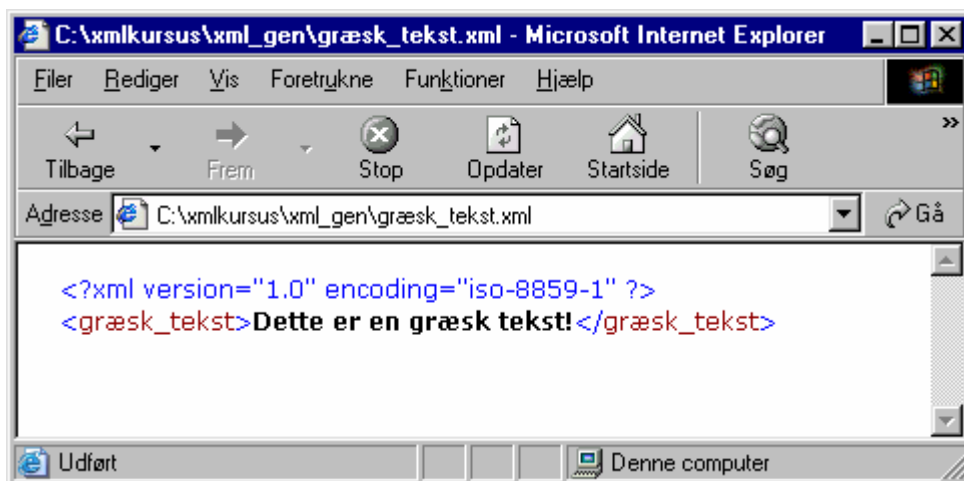 C:\xmlkursus\xml_gen\græsk_tekst.xml - Microsoft Internet Explorer
Filer Rediger Vis Foretrukne Funktioner Hjælp
Tilbage Frem Stop Opdater Startside Søg »
Adresse C:\xmlkursus\xml_gen\græsk_tekst.xml Gå
<?xml version="1.0" encoding="iso-8859-1" ?>
<græsk_tekst>Dette er en græsk tekst!</græsk_tekst>
Udført Denne computer